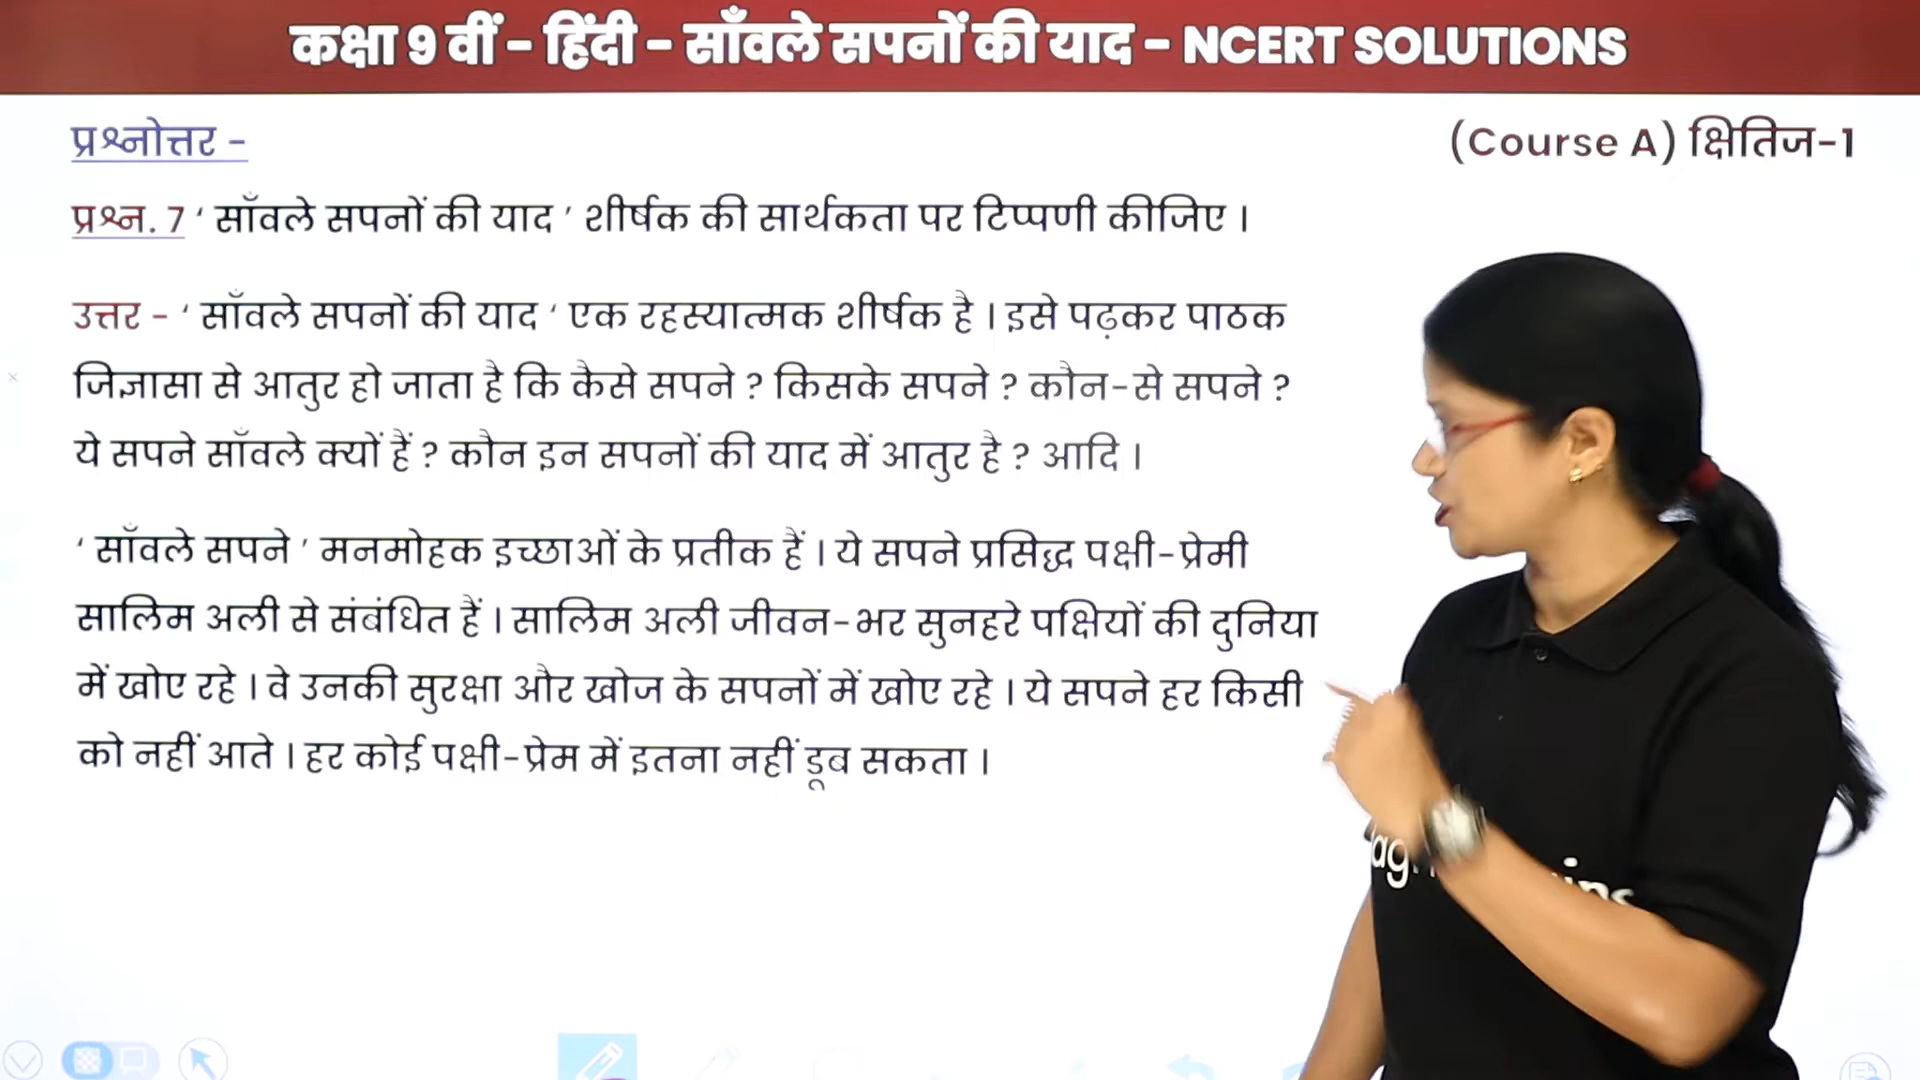 कक्षा 9 वीं - हिंदी - साँवले सपनों की याद - NCERT SOLUTIONS
प्रश्नोत्तर -
(Course A) क्षितिज-1
प्रश्न. 7 ‘ साँवले सपनों की याद ’ शीर्षक की सार्थकता पर टिप्पणी कीजिए ।
उत्तर - ‘ साँवले सपनों की याद ‘ एक रहस्यात्मक शीर्षक है । इसे पढ़कर पाठक
जिज्ञासा से आतुर हो जाता है कि कैसे सपने ? किसके सपने ? कौन-से सपने ?
ये सपने साँवले क्यों हैं ? कौन इन सपनों की याद में आतुर है ? आदि ।
‘ साँवले सपने ’ मनमोहक इच्छाओं के प्रतीक हैं । ये सपने प्रसिद्ध पक्षी-प्रेमी
सालिम अली से संबंधित हैं । सालिम अली जीवन-भर सुनहरे पक्षियों की दुनिया
में खोए रहे । वे उनकी सुरक्षा और खोज के सपनों में खोए रहे । ये सपने हर किसी
को नहीं आते । हर कोई पक्षी-प्रेम में इतना नहीं डूब सकता ।